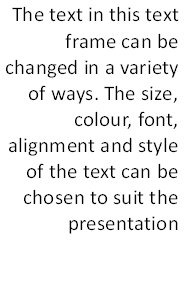 The text in this text
frame can be
changed in a variety
of ways. The size,
colour, font,
alignment and style
of the text can be
chosen to suit the
presentation